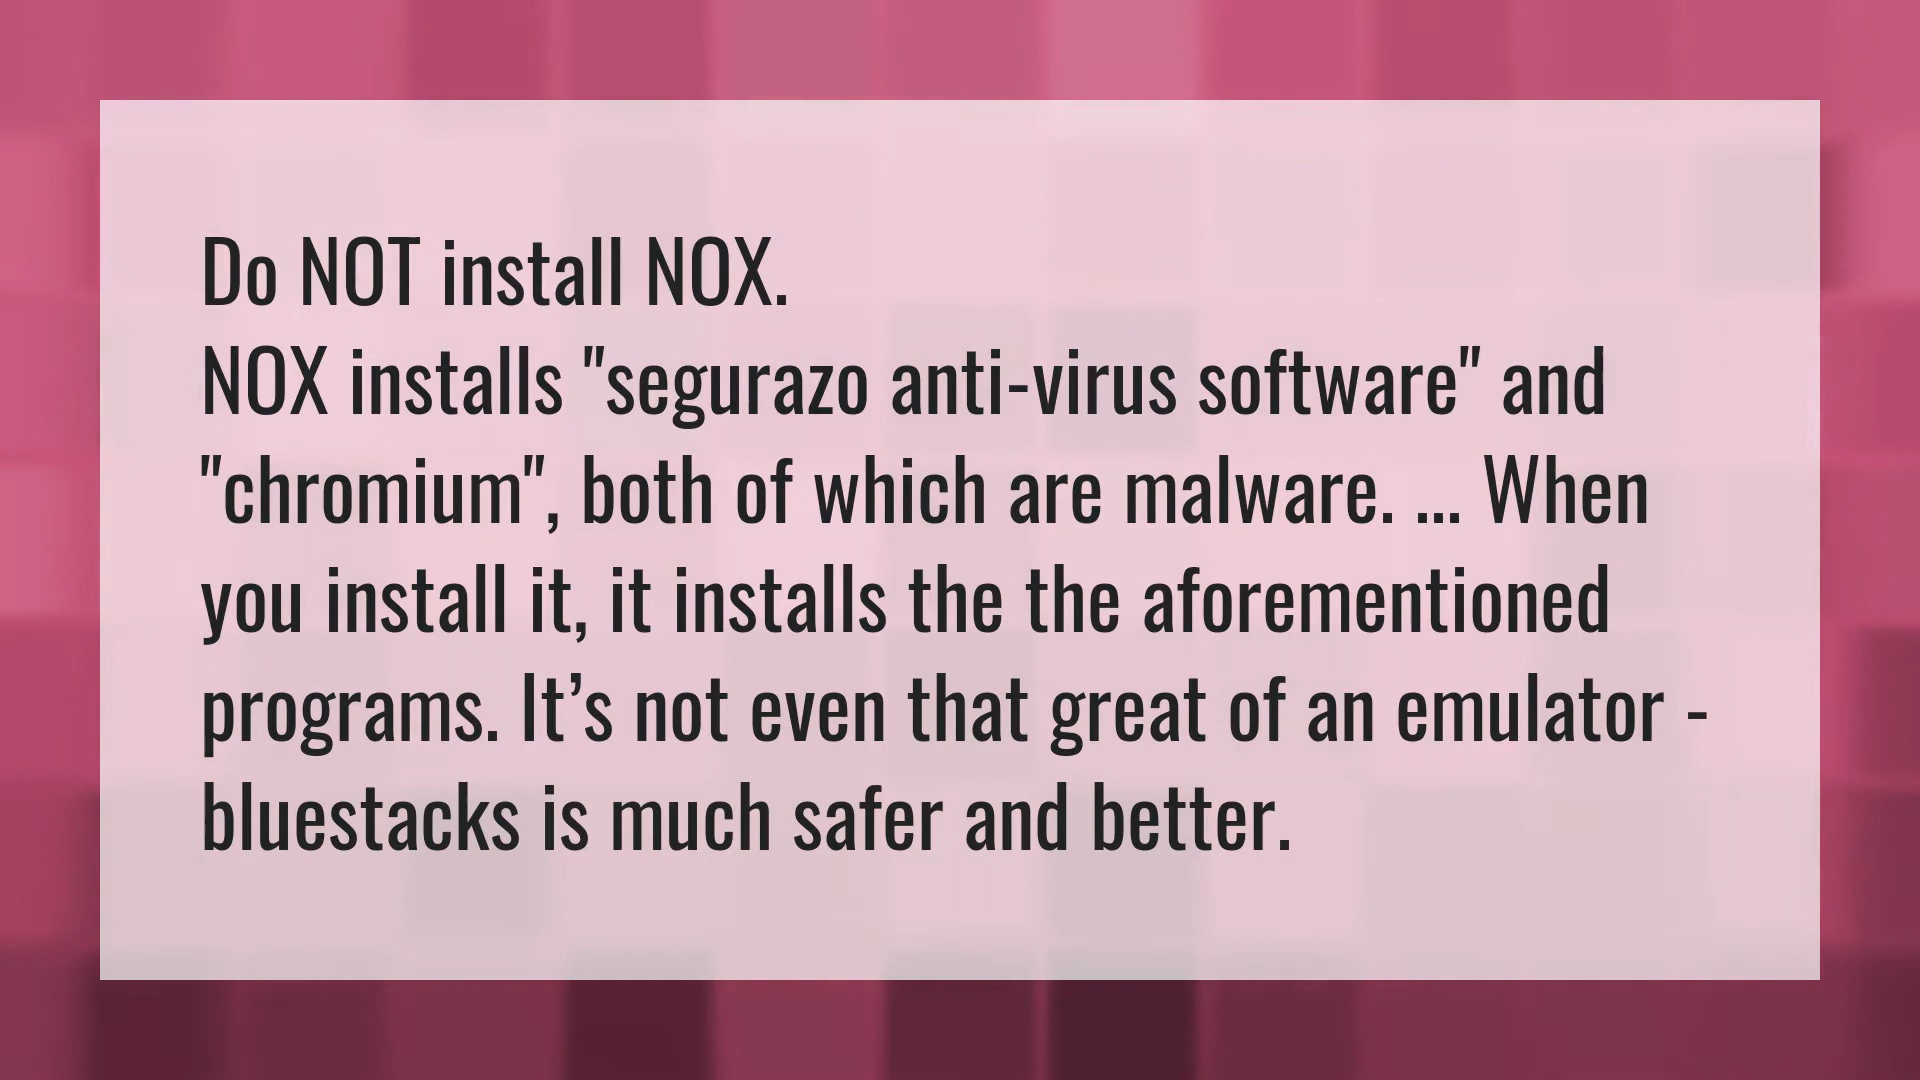 Do NOT install NOX.
NOX installs "segurazo anti-virus software" and
"chromium", both of which are malware. ... When
you install it, it installs the the aforementioned
programs. It’s not even that great of an emulator -
bluestacks is much safer and better.